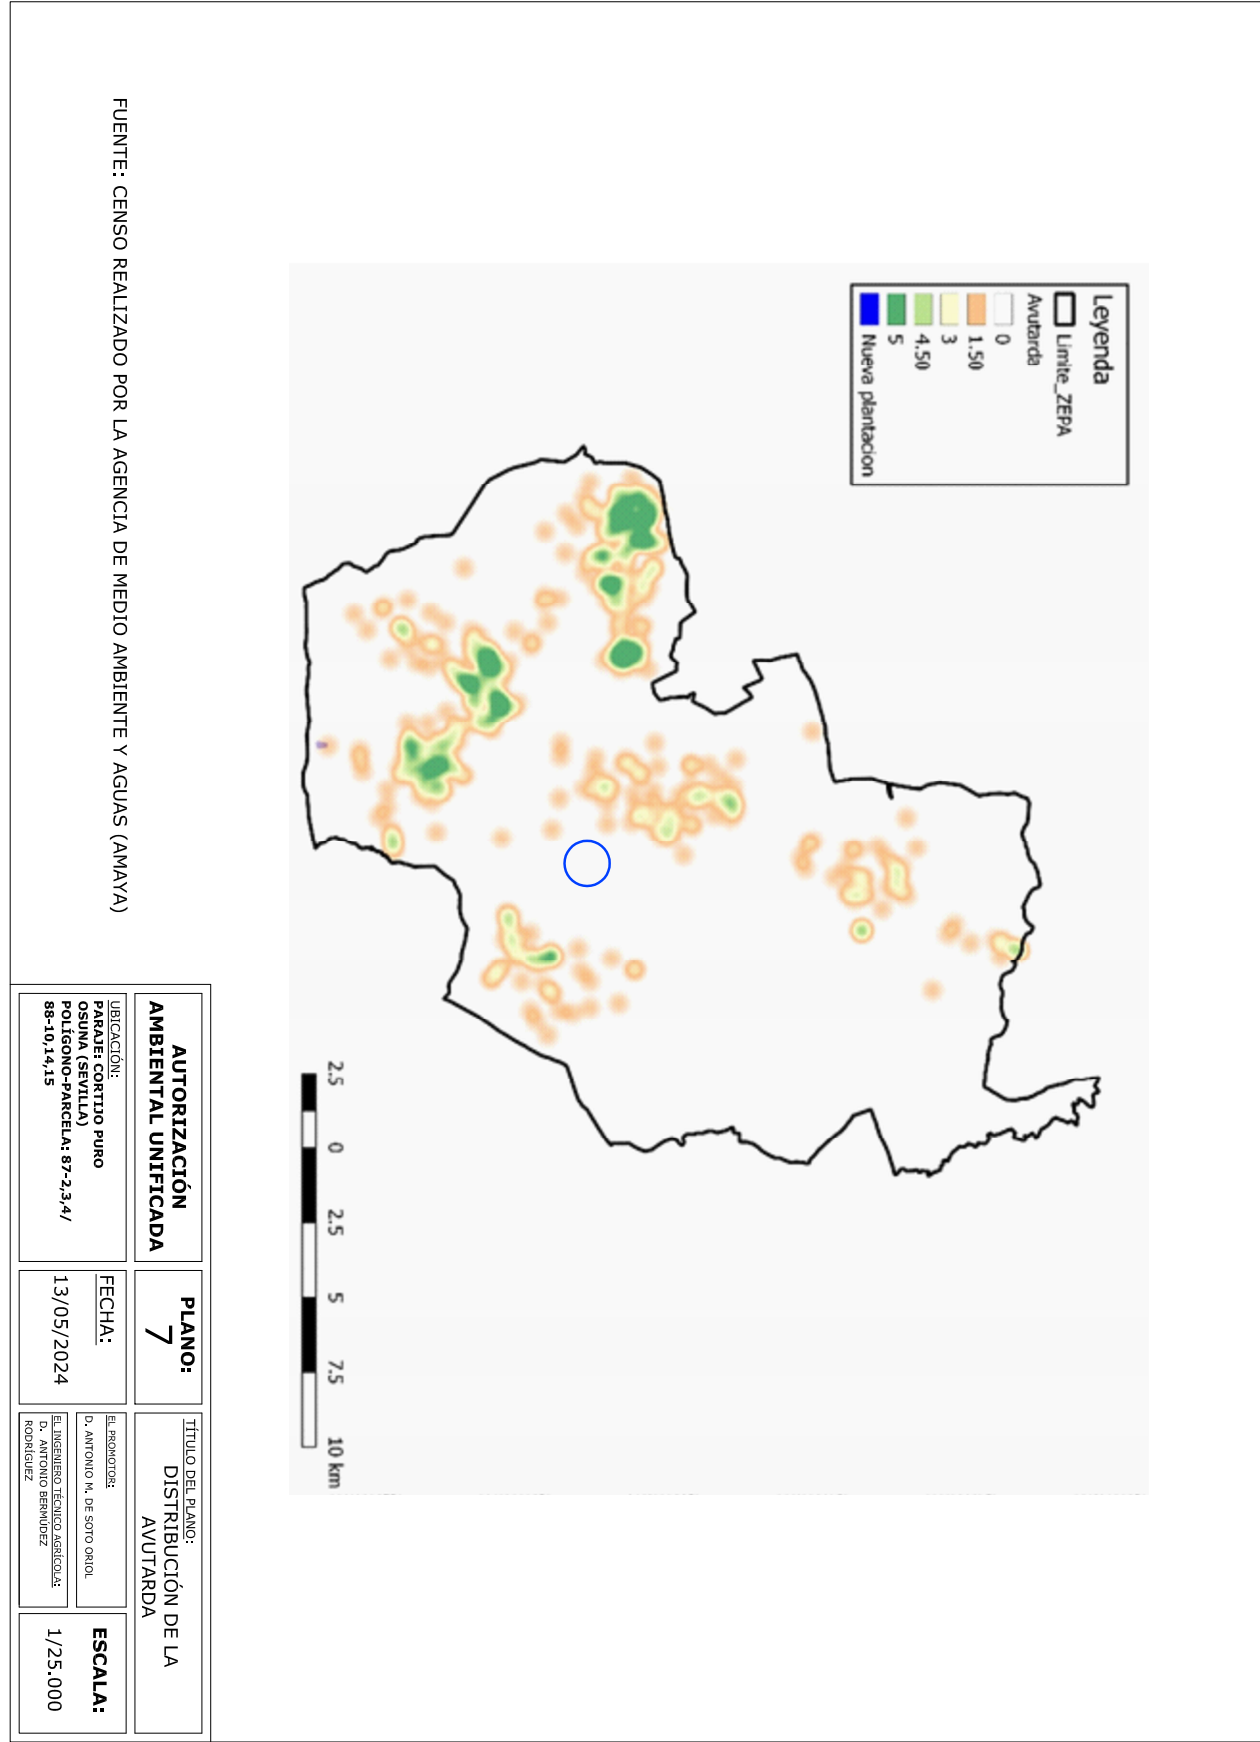 Leyenda
Limite_ZEPA
Avutarda
0
1.50
3
4.50
5
Nueva plantacion
2.5 0 2.5 5 7.5 10 km
FUENTE: CENSO REALIZADO POR LA AGENCIA DE MEDIO AMBIENTE Y AGUAS (AMAYA)
AUTORIZACIÓN
AMBIENTAL UNIFICADA
UBICACIÓN:
PARAJE: CORTIJO PURO
OSUNA (SEVILLA)
POLÍGONO-PARCELA: 87-2,3,4/
88-10,14,15
PLANO:
7
FECHA:
13/05/2024
TÍTULO DEL PLANO:
DISTRIBUCIÓN DE LA
AVUTARDA
EL PROMOTOR:
D. ANTONIO M. DE SOTO ORIOL
EL INGENIERO TÉCNICO AGRÍCOLA:
D. ANTONIO BERMÚDEZ
RODRÍGUEZ
ESCALA:
1/25.000